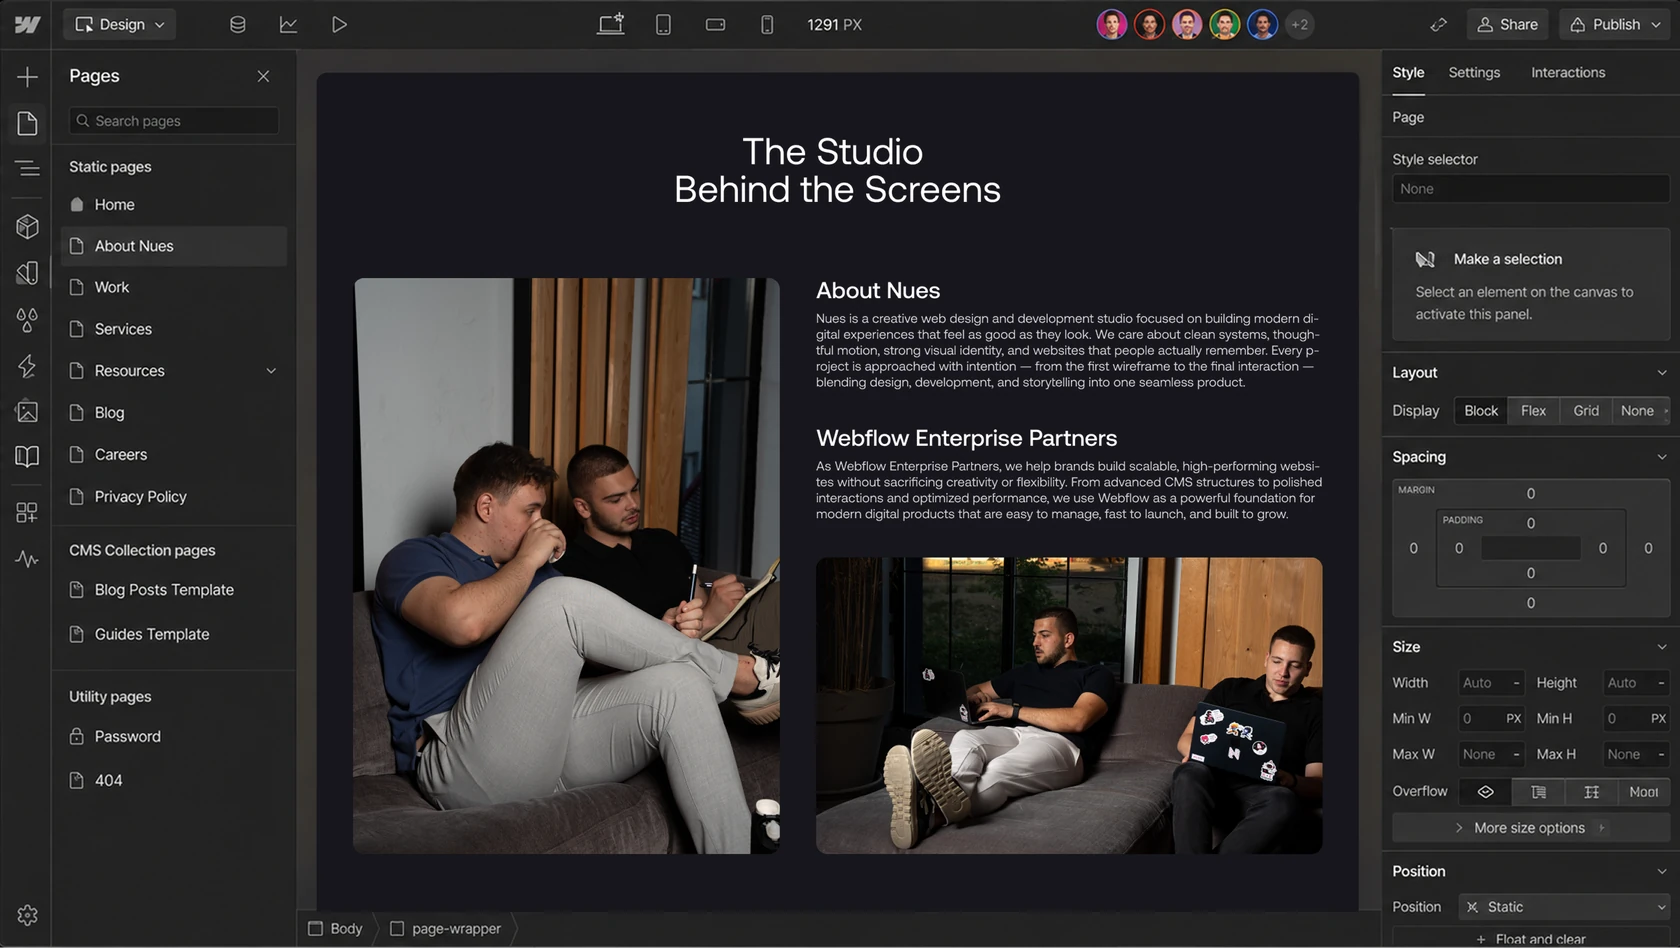 Design
1291 PX
+2
Share
Publish
Pages
Search pages
Static pages
Home
About Nues
Work
Services
Resources
Blog
Careers
Privacy Policy
CMS Collection pages
Blog Posts Template
Guides Template
Utility pages
Password
404
The Studio
Behind the Screens
About Nues
Nues is a creative web design and development studio focused on building modern di-
gital experiences that feel as good as they look. We care about clean systems, though-
tful motion, strong visual identity, and websites that people actually remember. Every p-
roject is approached with intention — from the first wireframe to the final interaction —
blending design, development, and storytelling into one seamless product.
Webflow Enterprise Partners
As Webflow Enterprise Partners, we help brands build scalable, high-performing websi-
tes without sacrificing creativity or flexibility. From advanced CMS structures to polished
interactions and optimized performance, we use Webflow as a powerful foundation for
modern digital products that are easy to manage, fast to launch, and built to grow.
Body
page-wrapper
Style Settings Interactions
Page
Style selector
None
Make a selection
Select an element on the canvas to
activate this panel.
Layout
Display Block Flex Grid None
Spacing
MARGIN 0
PADDING 0
0 0 0 0
0
0
Size
Width Auto - Height Auto -
Min W 0 PX Min H 0 PX
Max W None - Max H None -
Overflow Moot
More size options
Position
Position Static
+ Float and clear